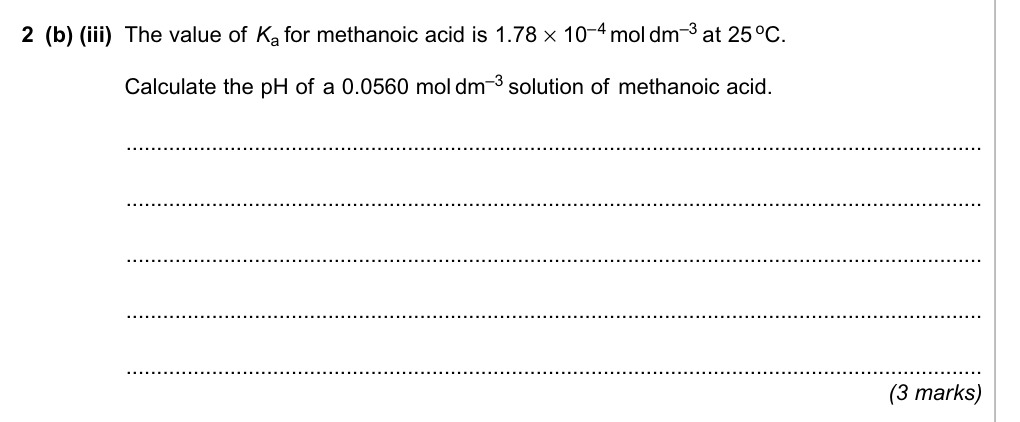 2 (b) (iii) The value of Kₐ for methanoic acid is 1.78 × 10⁻⁴ mol dm⁻³ at 25 °C.
Calculate the pH of a 0.0560 mol dm⁻³ solution of methanoic acid.
(3 marks)